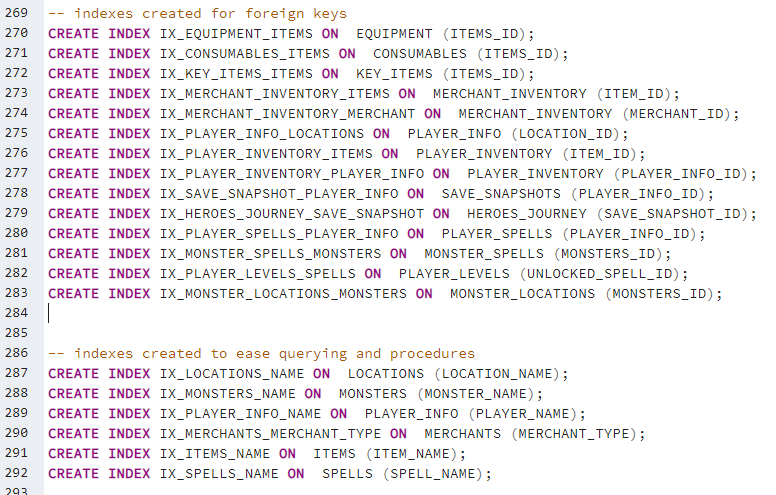 269 -- indexes created for foreign keys
270 CREATE INDEX IX_EQUIPMENT_ITEMS ON  EQUIPMENT (ITEMS_ID);
271 CREATE INDEX IX_CONSUMABLES_ITEMS ON  CONSUMABLES (ITEMS_ID);
272 CREATE INDEX IX_KEY_ITEMS_ITEMS ON  KEY_ITEMS (ITEMS_ID);
273 CREATE INDEX IX_MERCHANT_INVENTORY_ITEMS ON  MERCHANT_INVENTORY (ITEM_ID);
274 CREATE INDEX IX_MERCHANT_INVENTORY_MERCHANT ON  MERCHANT_INVENTORY (MERCHANT_ID);
275 CREATE INDEX IX_PLAYER_INFO_LOCATIONS ON  PLAYER_INFO (LOCATION_ID);
276 CREATE INDEX IX_PLAYER_INVENTORY_ITEMS ON  PLAYER_INVENTORY (ITEM_ID);
277 CREATE INDEX IX_PLAYER_INVENTORY_PLAYER_INFO ON  PLAYER_INVENTORY (PLAYER_INFO_ID);
278 CREATE INDEX IX_SAVE_SNAPSHOT_PLAYER_INFO ON  SAVE_SNAPSHOTS (PLAYER_INFO_ID);
279 CREATE INDEX IX_HEROES_JOURNEY_SAVE_SNAPSHOT ON  HEROES_JOURNEY (SAVE_SNAPSHOT_ID);
280 CREATE INDEX IX_PLAYER_SPELLS_PLAYER_INFO ON  PLAYER_SPELLS (PLAYER_INFO_ID);
281 CREATE INDEX IX_MONSTER_SPELLS_MONSTERS ON  MONSTER_SPELLS (MONSTERS_ID);
282 CREATE INDEX IX_PLAYER_LEVELS_SPELLS ON  PLAYER_LEVELS (UNLOCKED_SPELL_ID);
283 CREATE INDEX IX_MONSTER_LOCATIONS_MONSTERS ON  MONSTER_LOCATIONS (MONSTERS_ID);
284
285
286 -- indexes created to ease querying and procedures
287 CREATE INDEX IX_LOCATIONS_NAME ON  LOCATIONS (LOCATION_NAME);
288 CREATE INDEX IX_MONSTERS_NAME ON  MONSTERS (MONSTER_NAME);
289 CREATE INDEX IX_PLAYER_INFO_NAME ON  PLAYER_INFO (PLAYER_NAME);
290 CREATE INDEX IX_MERCHANTS_MERCHANT_TYPE ON  MERCHANTS (MERCHANT_TYPE);
291 CREATE INDEX IX_ITEMS_NAME ON  ITEMS (ITEM_NAME);
292 CREATE INDEX IX_SPELLS_NAME ON  SPELLS (SPELL_NAME);
293